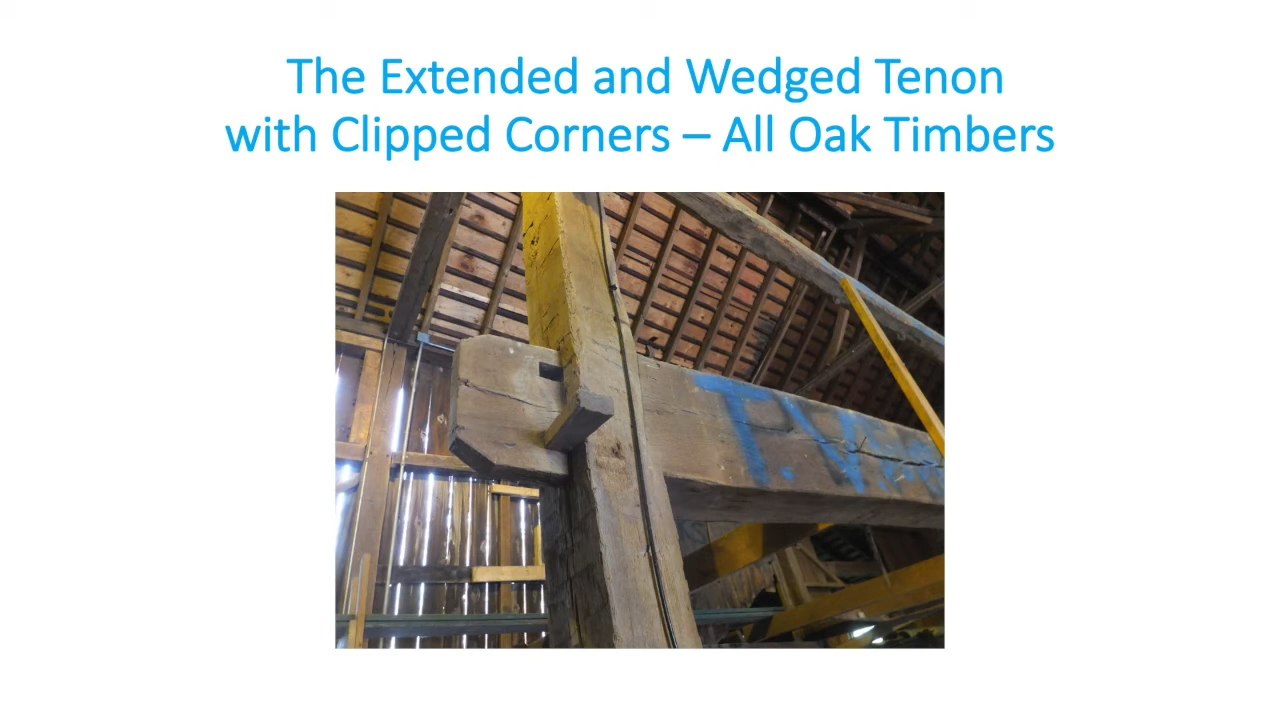 The Extended and Wedged Tenon
with Clipped Corners – All Oak Timbers
T.